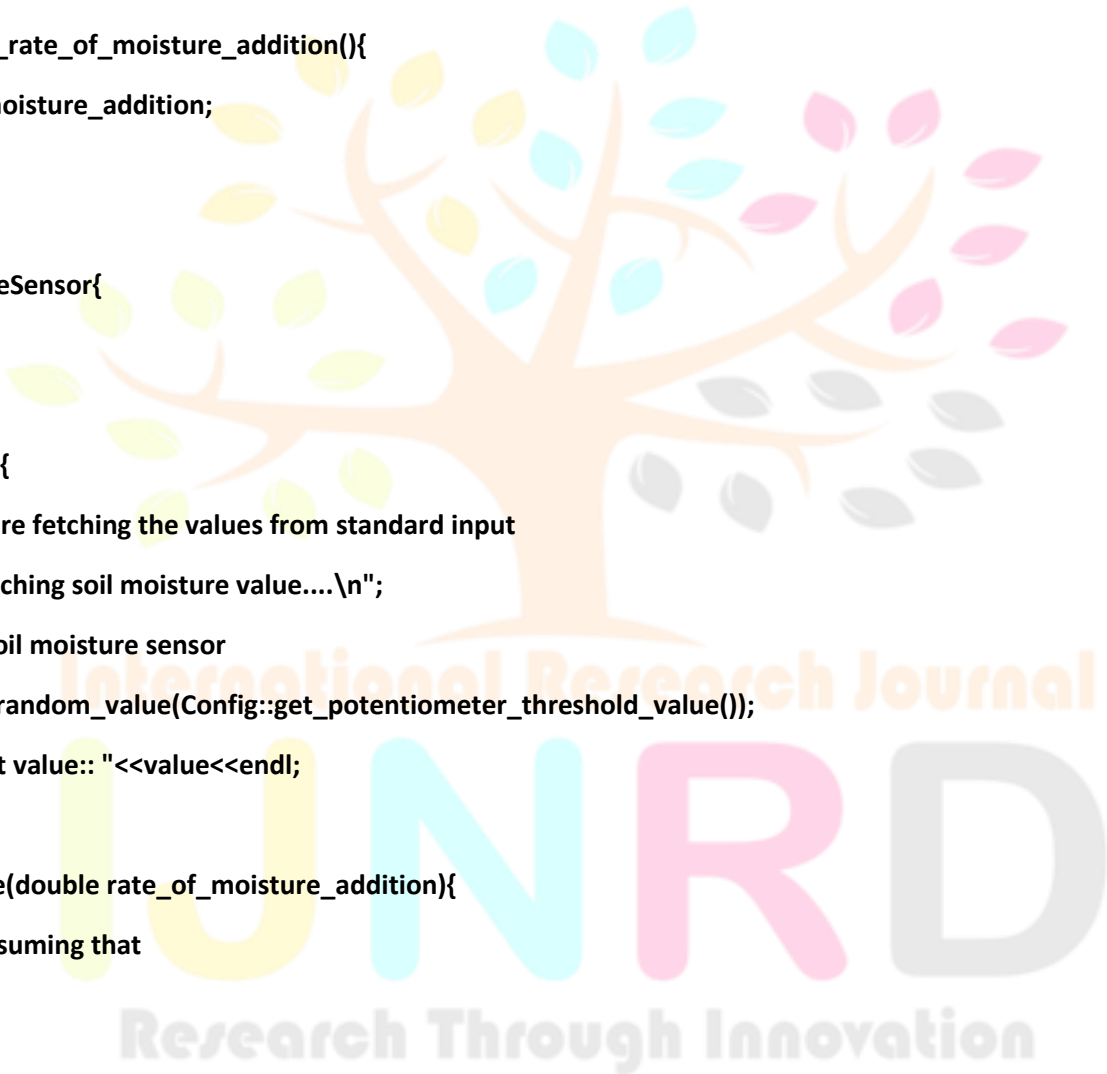 _rate_of_moisture_addition(){
noisture_addition;
eSensor{
{
re fetching the values from standard input
ching soil moisture value....\n";
oil moisture sensor
International Research Journal
random_value(Config::get_potentiometer_threshold_value());
t value:: "<<value<<endl;
e(double rate_of_moisture_addition){
suming that
IJNRD
Research Through Innovation